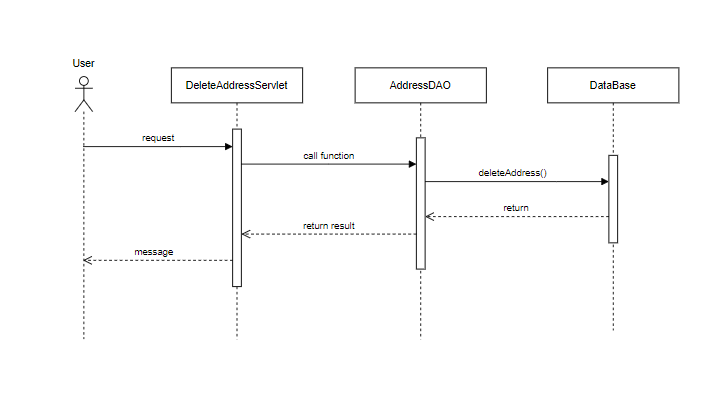 User
DeleteAddressServlet
AddressDAO
DataBase
request
call function
deleteAddress()
return
return result
message